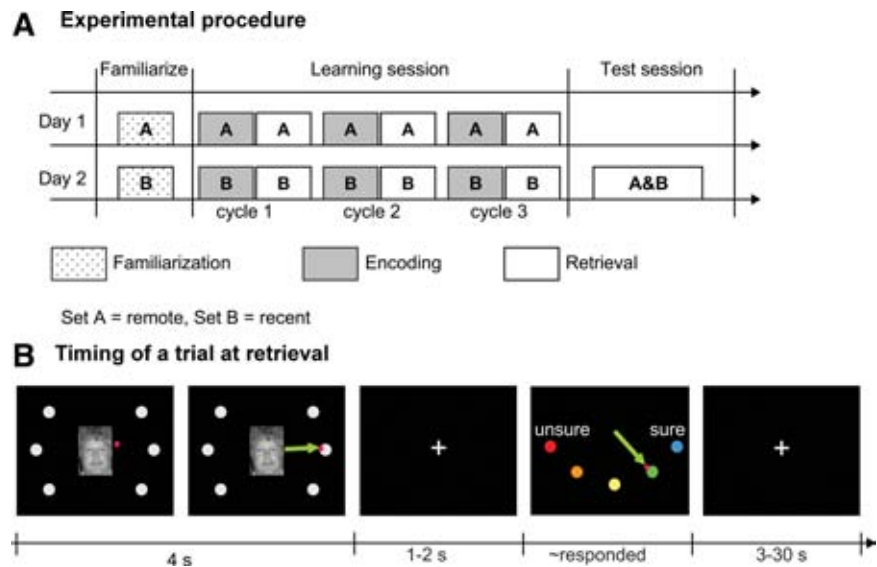 A Experimental procedure
Familiarize Learning session Test session
Day 1 A A A A A A A
Day 2 B B B B B B B A&B
cycle 1 cycle 2 cycle 3
Familiarization Encoding Retrieval
Set A = remote, Set B = recent
B Timing of a trial at retrieval
unsure sure
4 s 1-2 s ~responded 3-30 s